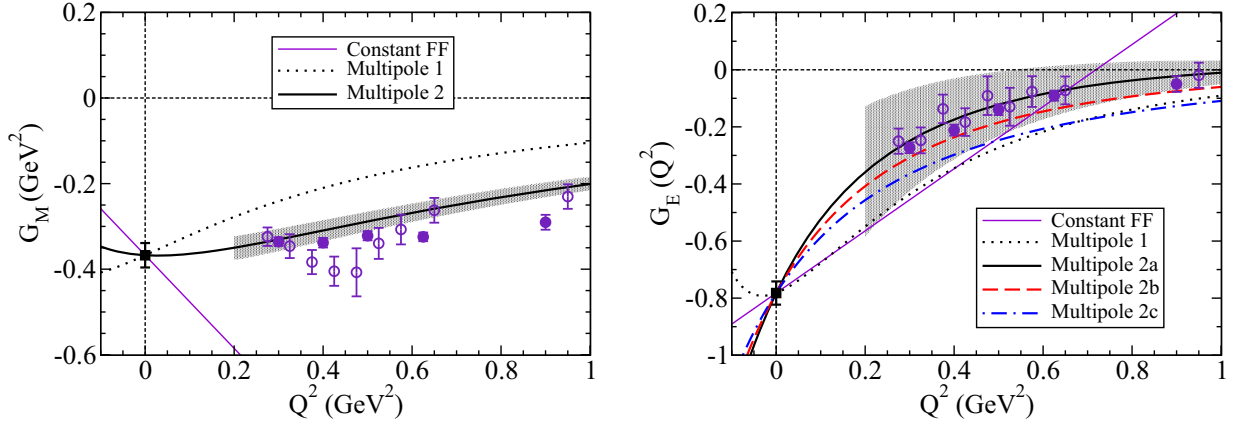 0.2
0
-0.2
-0.4
-0.6
G_M (GeV^2)
Constant FF
Multipole 1
Multipole 2
0 0.2 0.4 0.6 0.8 1
Q^2 (GeV^2)
0.2
0
-0.2
-0.4
-0.6
-0.8
-1
G_E (Q^2)
Constant FF
Multipole 1
Multipole 2a
Multipole 2b
Multipole 2c
0 0.2 0.4 0.6 0.8 1
Q^2 (GeV^2)